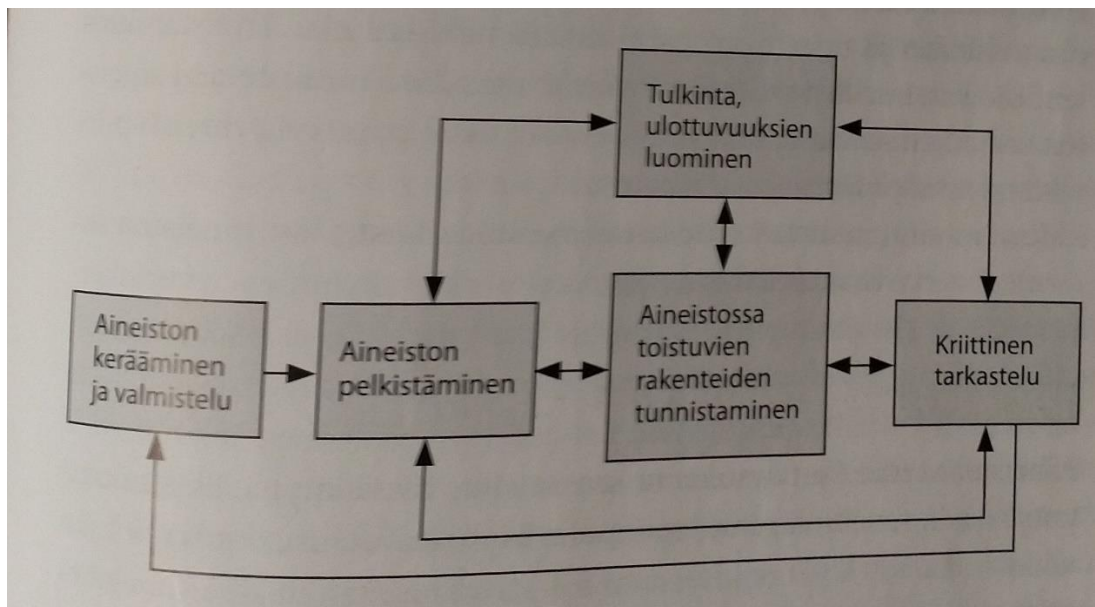 Tulkinta,
ulottuvuuksien
luominen
Aineiston
kerääminen
ja valmistelu
Aineiston
pelkistäminen
Aineistossa
toistuvien
rakenteiden
tunnistaminen
Kriittinen
tarkastelu